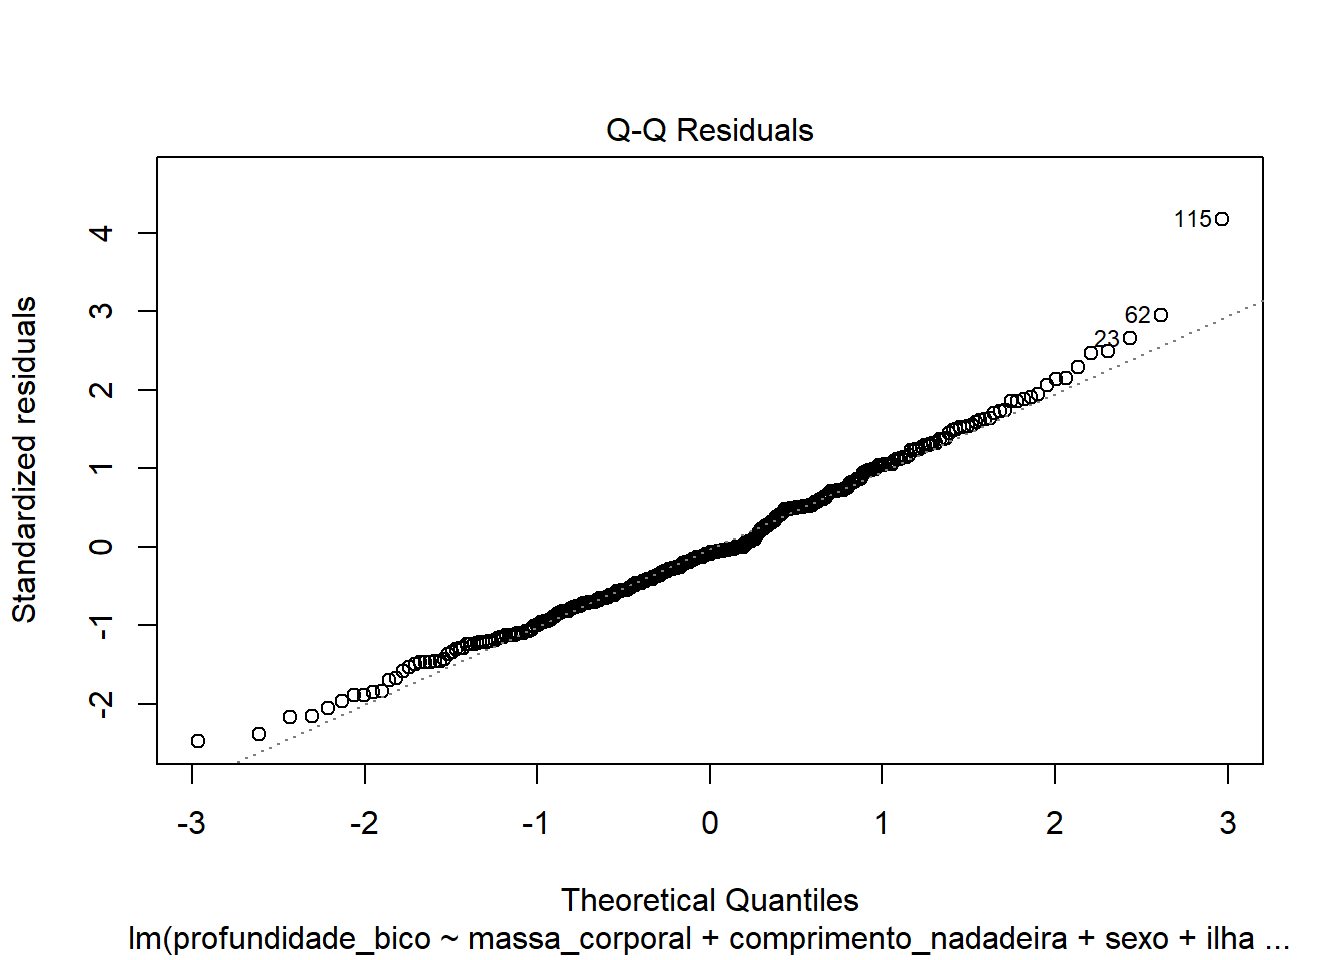 Q-Q Residuals
Standardized residuals
4
3
2
1
0
-1
-2
115
62
23
-3 -2 -1 0 1 2 3
Theoretical Quantiles
lm(profundidade_bico ~ massa_corporal + comprimento_nadadeira + sexo + ilha ...